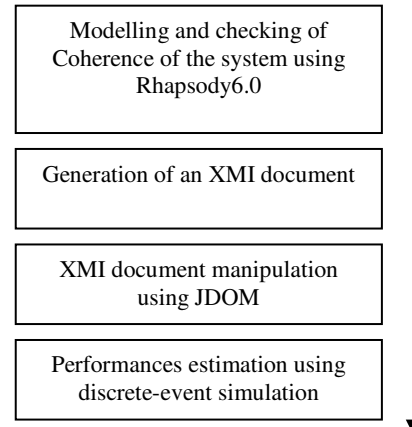 Modelling and checking of
Coherence of the system using
Rhapsody6.0
Generation of an XMI document
XMI document manipulation
using JDOM
Performances estimation using
discrete-event simulation